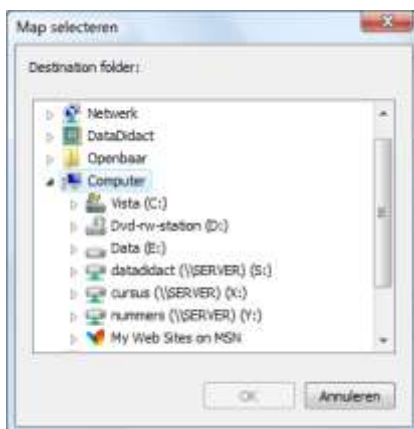 Map selecteren
Destination folder:
Netwerk
DataDidact
Openbaar
Computer
Vista (C:)
Dvd-rw-station (D:)
Data (E:)
datadidact (\\SERVER) (S:)
cursus (\\SERVER) (X:)
nummers (\\SERVER) (Y:)
My Web Sites on MSN
OK
Annuleren